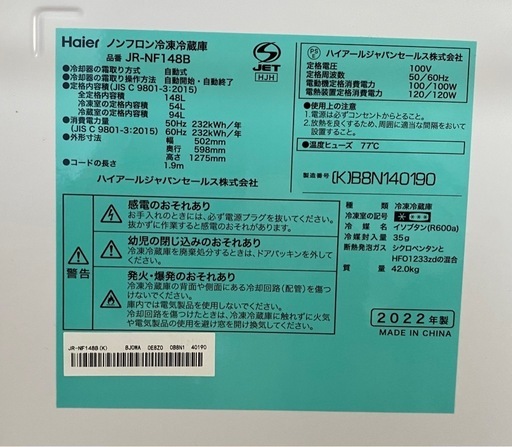 Haier ノンフロン冷凍冷蔵庫
品番 JR-NF148B
●冷却器の霜取り方式 自動式
●冷却器の霜取り操作方法 自動開始・自動終了
●定格内容積(JIS C 9801-3:2015)
全定格内容積 148L
冷凍室の定格内容積 54L
冷蔵室の定格内容積 94L
●消費電力量 50Hz 232kWh/年
(JIS C 9801-3:2015) 60Hz 232kWh/年
●外形寸法 幅 502mm
奥行 598mm
高さ 1275mm
●コードの長さ 1.9m
ハイアールジャパンセールス株式会社
S
JET
HJH
PS
E
ハイアールジャパンセールス株式会社
定格電圧 100V
定格周波数 50/60Hz
電動機定格消費電力 100/100W
電熱装置定格消費電力 120/120W
●使用上の注意
1.電源は必ずコンセントからとること。
2.放熱を良くするため、周囲に適当な間隔をおいて
設置すること。
●温度ヒューズ 77℃
製造番号 (K)B8N140190
種類 冷凍冷蔵庫
冷凍室の記号
冷媒 イソブタン(R600a)
冷媒封入量 35g
断熱発泡ガス シクロペンタンと
HFO1233zdの混合
質量 42.0kg
警告
感電のおそれあり
お手入れのときには、必ず電源プラグを抜いてください。
抜かずに作業すると感電のおそれがあります。
幼児の閉じ込みのおそれあり
冷蔵庫を廃棄処分するときは、ドアパッキンを外してください。
発火・爆発のおそれあり
冷凍冷蔵庫の背面や側面にある冷却回路(配管)を傷つけないでください。
庫内では電気製品を使用しないでください。
冷却回路を傷つけたときは、冷凍冷蔵庫に触れずに火気
や電気製品の使用を避け窓を開け換気してください。
2022年製
MADE IN CHINA
JR-NF148B(K) BJ0MA 0E8Z0 0B8N1 40190